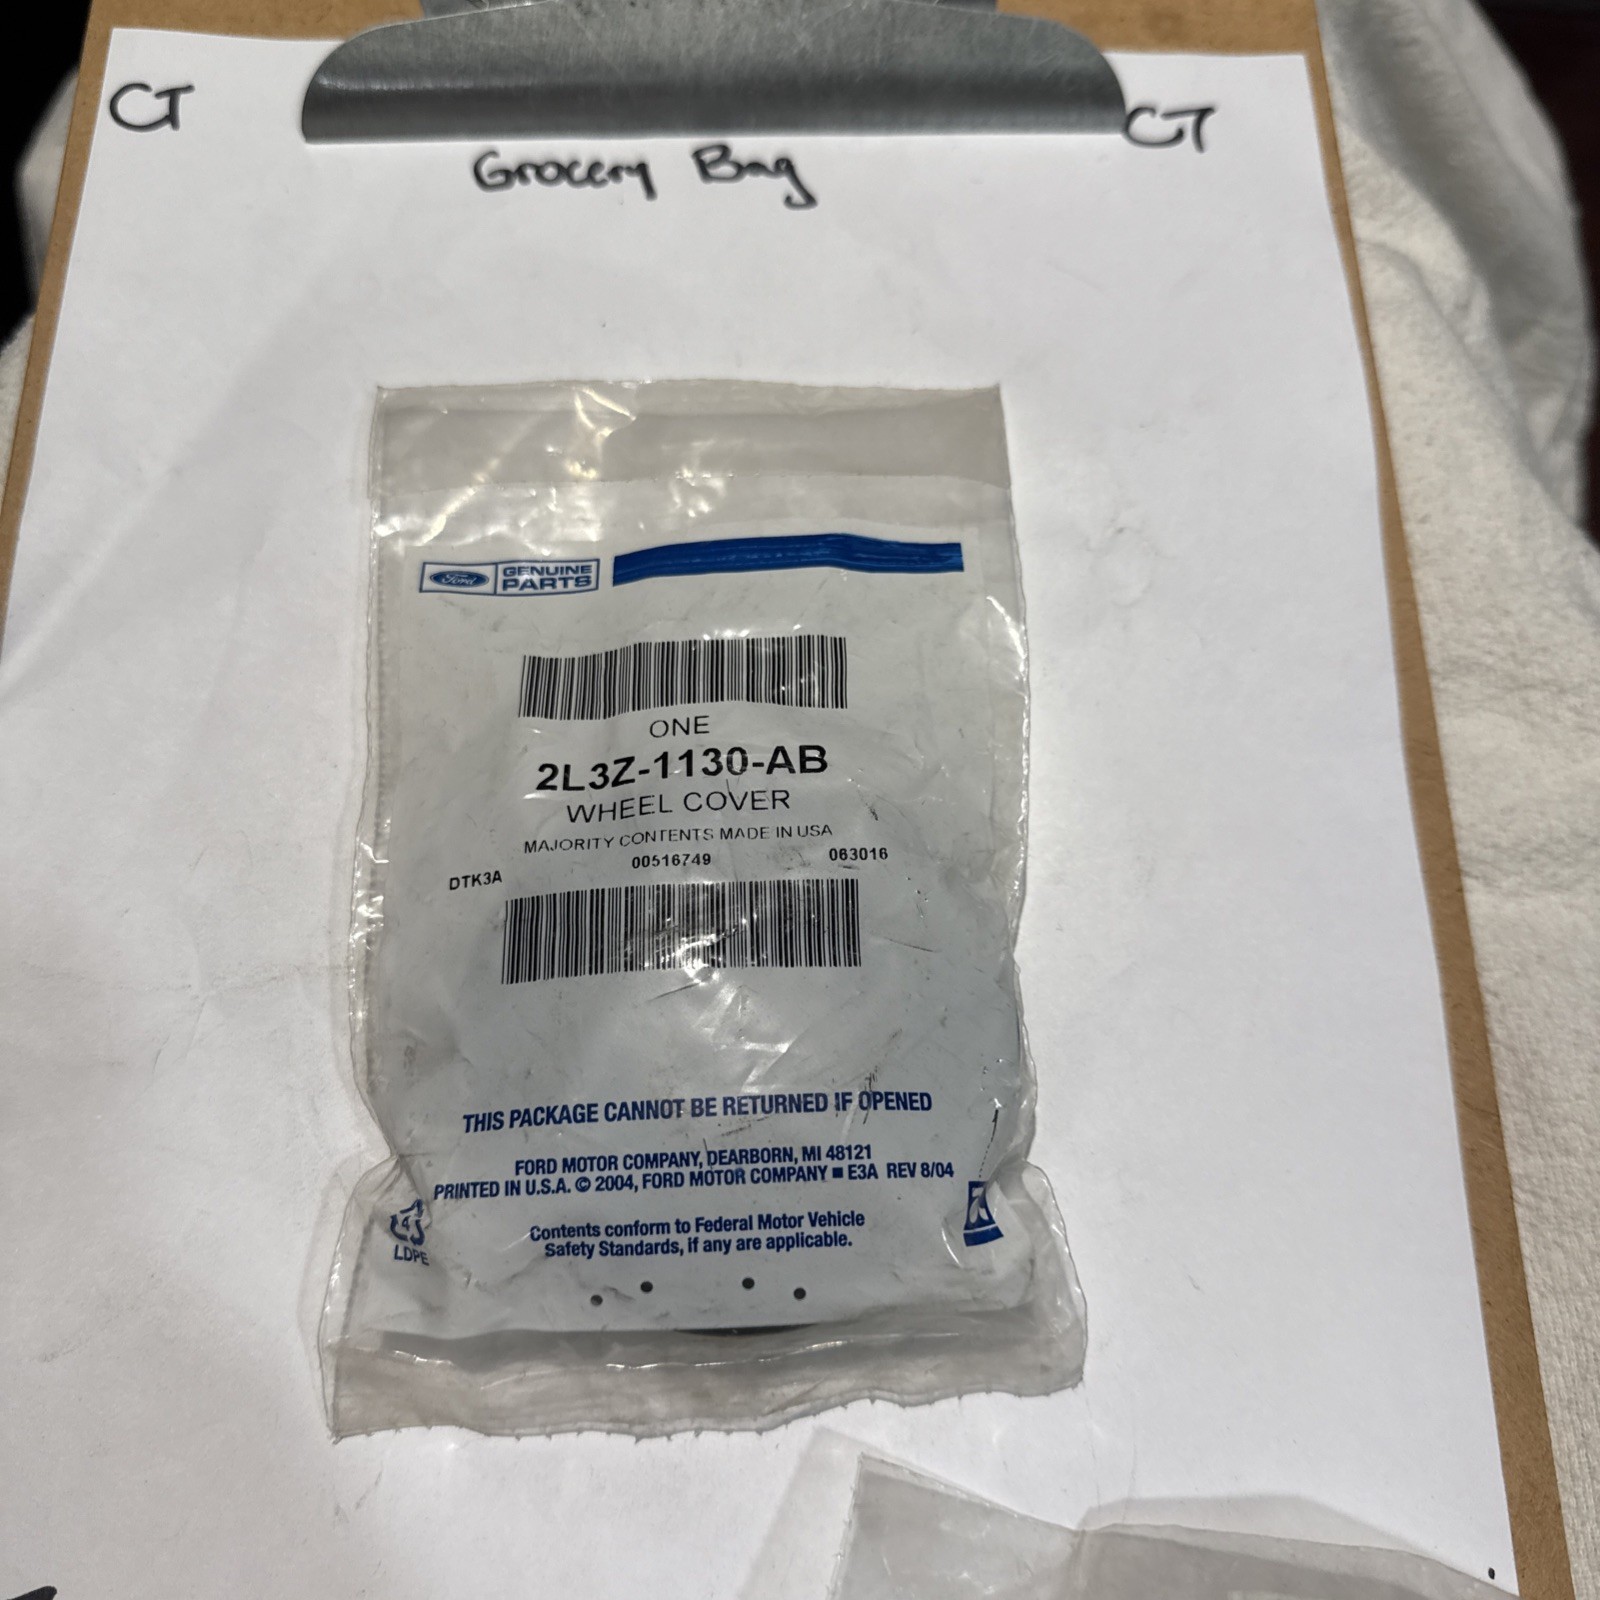 CT
CT
Grocery Bag
Ford GENUINE
PARTS
ONE
2L3Z-1130-AB
WHEEL COVER
MAJORITY CONTENTS MADE IN USA
DTK3A 00516749 063016
THIS PACKAGE CANNOT BE RETURNED IF OPENED
FORD MOTOR COMPANY, DEARBORN, MI 48121
PRINTED IN U.S.A. © 2004, FORD MOTOR COMPANY ■ E3A REV 8/04
4
LDPE
Contents conform to Federal Motor Vehicle
Safety Standards, if any are applicable.